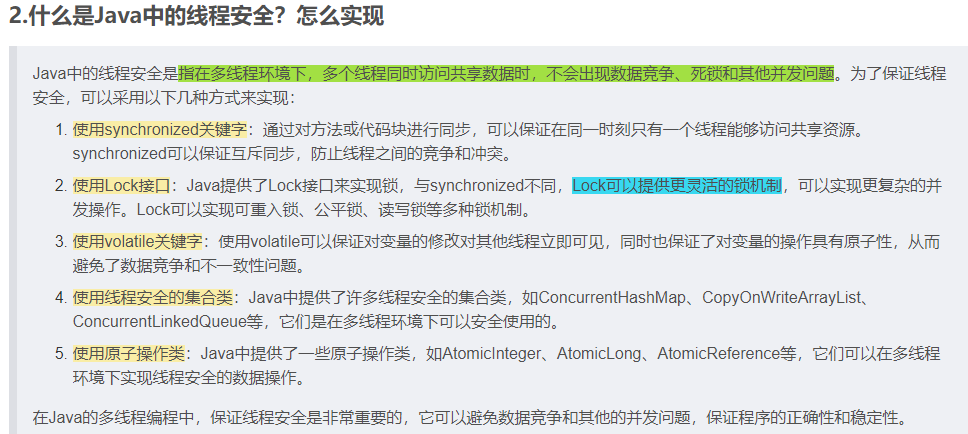 2.什么是Java中的线程安全？怎么实现
Java中的线程安全是指在多线程环境下，多个线程同时访问共享数据时，不会出现数据竞争、死锁和其他并发问题。为了保证线程
安全，可以采用以下几种方式来实现：
1. 使用synchronized关键字：通过对方法或代码块进行同步，可以保证在同一时刻只有一个线程能够访问共享资源。
synchronized可以保证互斥同步，防止线程之间的竞争和冲突。
2. 使用Lock接口：Java提供了Lock接口来实现锁，与synchronized不同，Lock可以提供更灵活的锁机制，可以实现更复杂的并
发操作。Lock可以实现可重入锁、公平锁、读写锁等多种锁机制。
3. 使用volatile关键字：使用volatile可以保证对变量的修改对其他线程立即可见，同时也保证了对变量的操作具有原子性，从而
避免了数据竞争和不一致性问题。
4. 使用线程安全的集合类：Java中提供了许多线程安全的集合类，如ConcurrentHashMap、CopyOnWriteArrayList、
ConcurrentLinkedQueue等，它们是在多线程环境下可以安全使用的。
5. 使用原子操作类：Java中提供了一些原子操作类，如AtomicInteger、AtomicLong、AtomicReference等，它们可以在多线程
环境下实现线程安全的数据操作。
在Java的多线程编程中，保证线程安全是非常重要的，它可以避免数据竞争和其他的并发问题，保证程序的正确性和稳定性。